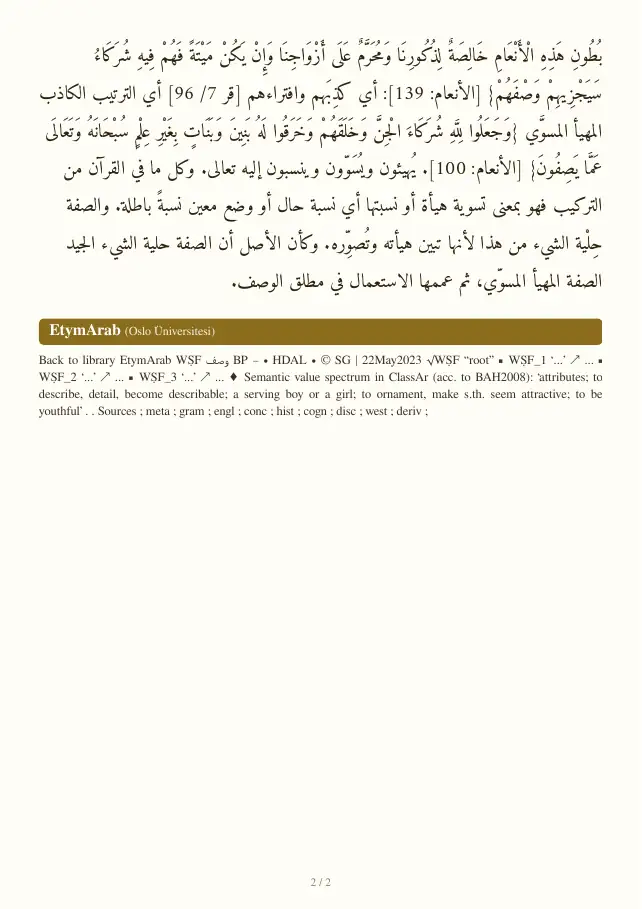 بُطُونِ هَذِهِ الْأَنْعَامِ خَالِصَةٌ لِذُكُورِنَا وَمُحَرَّمٌ عَلَى أَزْوَاجِنَا وَإِنْ يَكُنْ مَيْتَةً فَهُمْ فِيهِ شُرَكَاءُ
سَيَجْزِيهِمْ وَصْفَهُمْ} [الأنعام: 139]: أي كذِبَهم وافتراءهم [قر 7/ 96] أي الترتيب الكاذب
المهيأ المسوَّي {وَجَعَلُوا لِلَّهِ شُرَكَاءَ الْجِنَّ وَخَلَقَهُمْ وَخَرَقُوا لَهُ بَنِينَ وَبَنَاتٍ بِغَيْرِ عِلْمٍ سُبْحَانَهُ وَتَعَالَى
عَمَّا يَصِفُونَ} [الأنعام: 100]. يُهيئون ويُسَوّون وينسبون إليه تعالى. وكل ما في القرآن من
التركيب فهو بمعنى تسوية هيأة أو نسبتها أي نسبة حال أو وضع معين نسبةً باطلة. والصفة
حِلْية الشيء من هذا لأنها تبين هيأته وتُصوِّره. وكأن الأصل أن الصفة حلية الشيء الجيد
الصفة المهيأ المسوّي، ثم عممها الاستعمال في مطلق الوصف.
EtymArab (Oslo Üniversitesi)
Back to library EtymArab WṢF وصف BP – • HDAL • © SG | 22May2023 √WṢF “root” ▪ WṢF_1 ‘...’ ↗ ... ▪
WṢF_2 ‘...’ ↗ ... ▪ WṢF_3 ‘...’ ↗ ... ♦ Semantic value spectrum in ClassAr (acc. to BAH2008): ‘attributes; to
describe, detail, become describable; a serving boy or a girl; to ornament, make s.th. seem attractive; to be
youthful’ . . Sources ; meta ; gram ; engl ; conc ; hist ; cogn ; disc ; west ; deriv ;
2 / 2